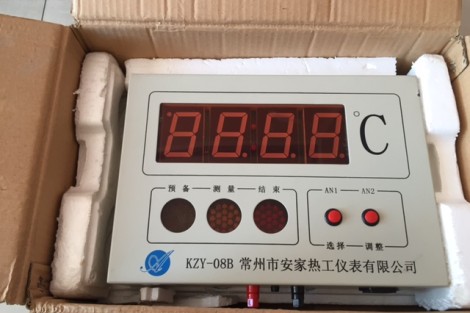 8888 °C
预备 测量 结束 AN1 AN2
选择 调整
KZY-08B 常州市安家热工仪表有限公司